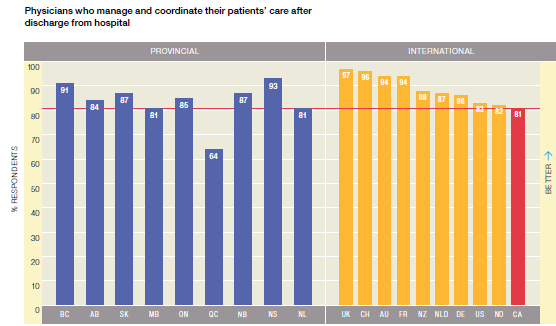 Physicians who manage and coordinate their patients' care after
discharge from hospital
PROVINCIAL
INTERNATIONAL
% RESPONDENTS
100
90
80
70
60
50
40
30
20
10
0
91
84
87
81
85
64
87
93
81
97
96
94
94
88
87
86
83
82
81
BC
AB
SK
MB
ON
QC
NB
NS
NL
UK
CH
AU
FR
NZ
NLD
DE
US
NO
CA
BETTER →